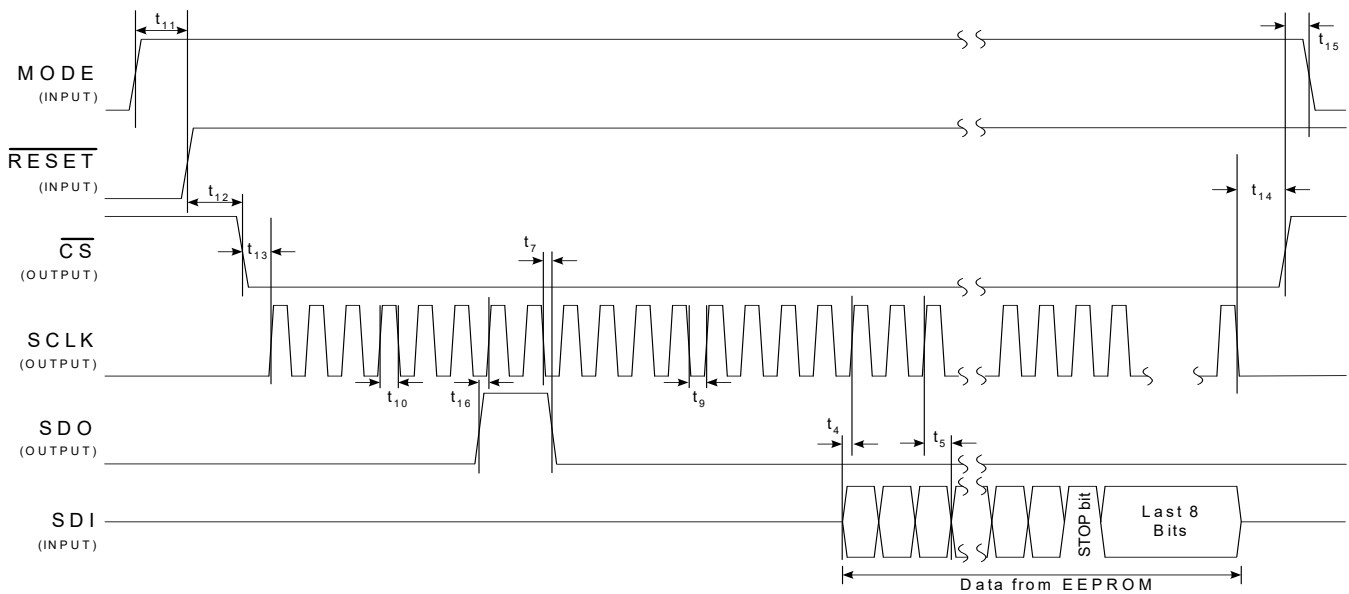 t11
t15
MODE
(INPUT)
RESET
(INPUT)
t12
t14
CS
(OUTPUT)
t13
t7
SCLK
(OUTPUT)
t10
t16
t9
SDO
(OUTPUT)
t4
t5
SDI
(INPUT)
STOP bit
Last 8
Bits
Data from EEPROM